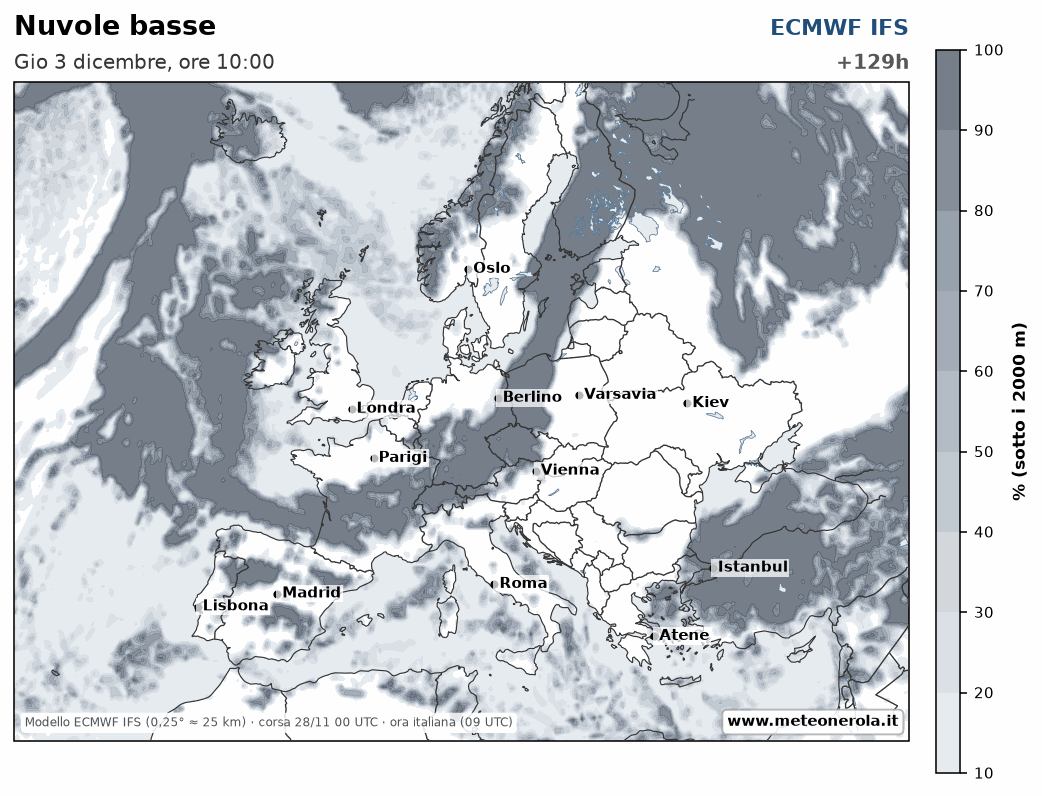 Nuvole basse
ECMWF IFS
Gio 3 dicembre, ore 10:00
+129h
100
90
80
70
60
50
40
30
20
10
% (sotto i 2000 m)
Oslo
Londra
Berlino
Varsavia
Kiev
Parigi
Vienna
Istanbul
Roma
Madrid
Lisbona
Atene
Modello ECMWF IFS (0,25° ≈ 25 km) · corsa 28/11 00 UTC · ora italiana (09 UTC)
www.meteonerola.it